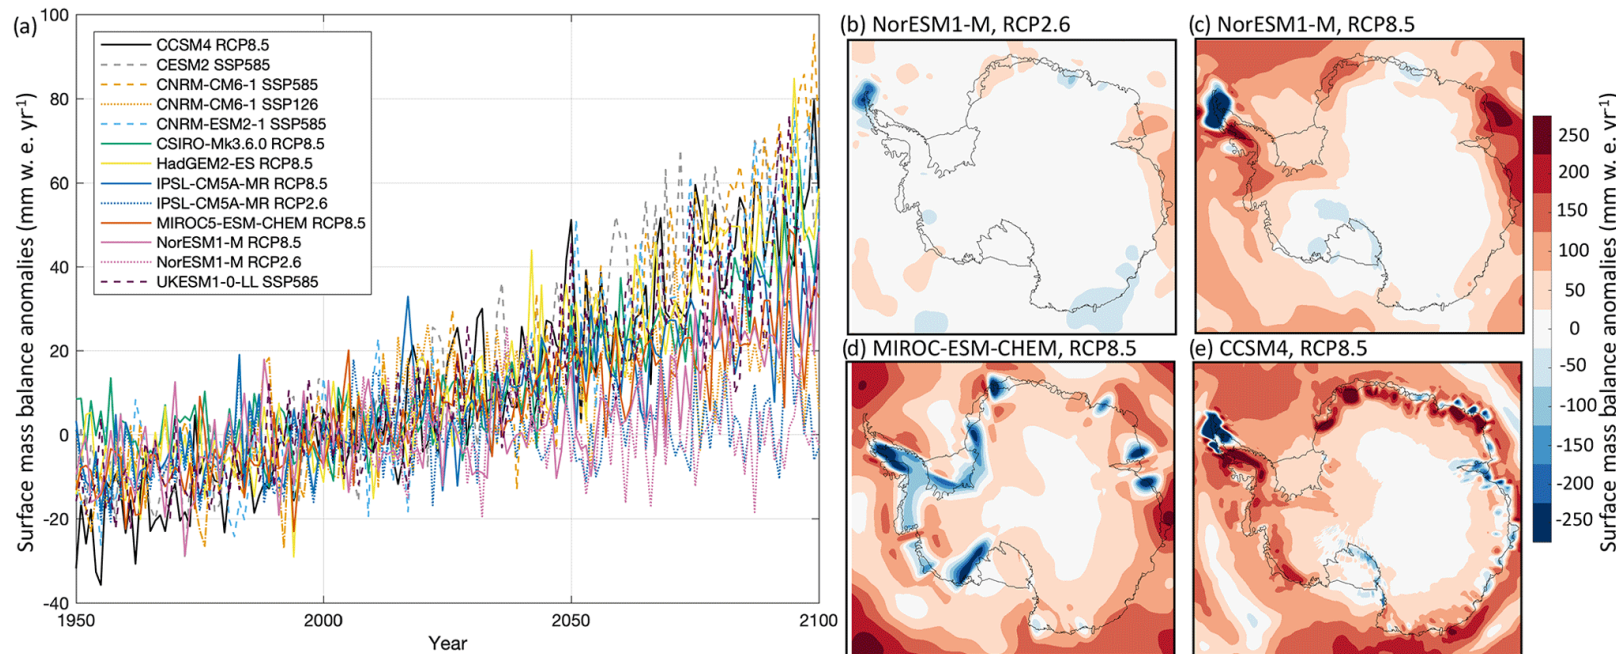 (a)
100
80
60
40
20
0
-20
-40
1950
2000
2050
2100
Year
Surface mass balance anomalies (mm w. e. yr-1)
CCSM4 RCP8.5
CESM2 SSP585
CNRM-CM6-1 SSP585
CNRM-CM6-1 SSP126
CNRM-ESM2-1 SSP585
CSIRO-Mk3.6.0 RCP8.5
HadGEM2-ES RCP8.5
IPSL-CM5A-MR RCP8.5
IPSL-CM5A-MR RCP2.6
MIROC5-ESM-CHEM RCP8.5
NorESM1-M RCP8.5
NorESM1-M RCP2.6
UKESM1-0-LL SSP585
(b) NorESM1-M, RCP2.6
(c) NorESM1-M, RCP8.5
(d) MIROC-ESM-CHEM, RCP8.5
(e) CCSM4, RCP8.5
250
200
150
100
50
0
-50
-100
-150
-200
-250
Surface mass balance anomalies (mm w. e. yr-1)